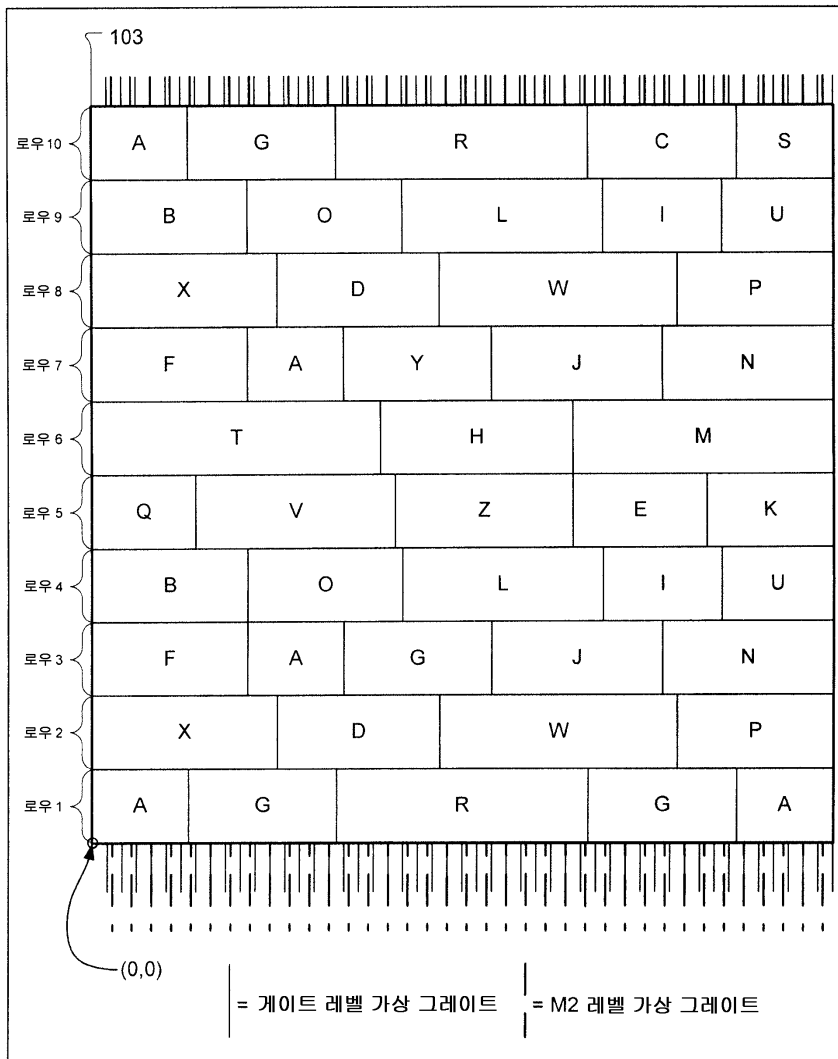 103
로우 10 A G R C S
로우 9 B O L I U
로우 8 X D W P
로우 7 F A Y J N
로우 6 T H M
로우 5 Q V Z E K
로우 4 B O L I U
로우 3 F A G J N
로우 2 X D W P
로우 1 A G R G A
(0,0)
= 게이트 레벨 가상 그레이트 = M2 레벨 가상 그레이트